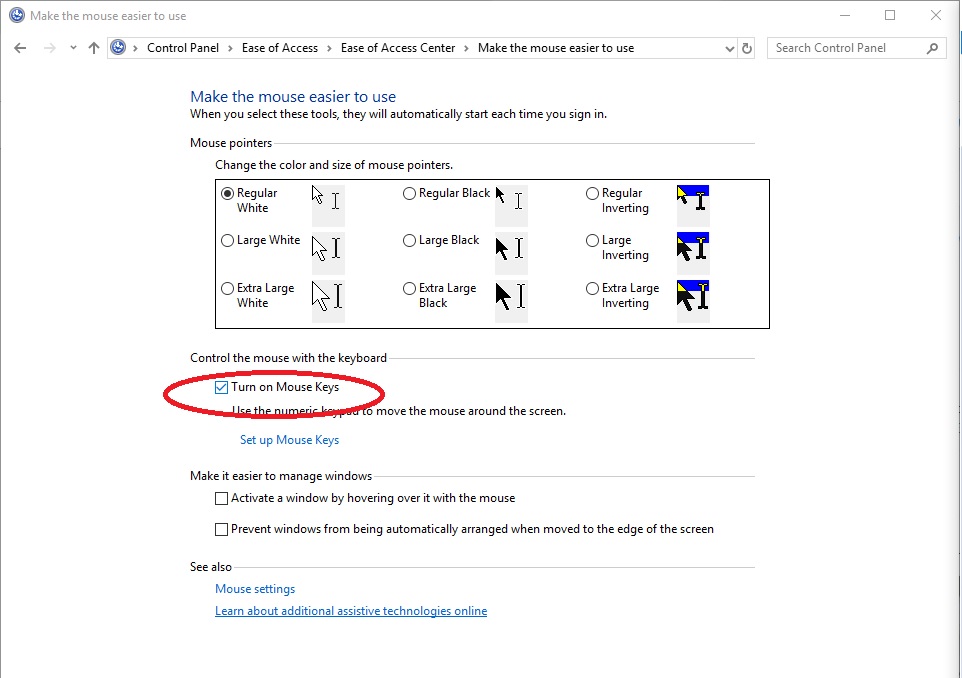 Make the mouse easier to use
Control Panel > Ease of Access > Ease of Access Center > Make the mouse easier to use
Search Control Panel
Make the mouse easier to use
When you select these tools, they will automatically start each time you sign in.
Mouse pointers
Change the color and size of mouse pointers.
Regular White
Regular Black
Regular Inverting
Large White
Large Black
Large Inverting
Extra Large White
Extra Large Black
Extra Large Inverting
Control the mouse with the keyboard
Turn on Mouse Keys
Use the numeric keypad to move the mouse around the screen.
Set up Mouse Keys
Make it easier to manage windows
Activate a window by hovering over it with the mouse
Prevent windows from being automatically arranged when moved to the edge of the screen
See also
Mouse settings
Learn about additional assistive technologies online